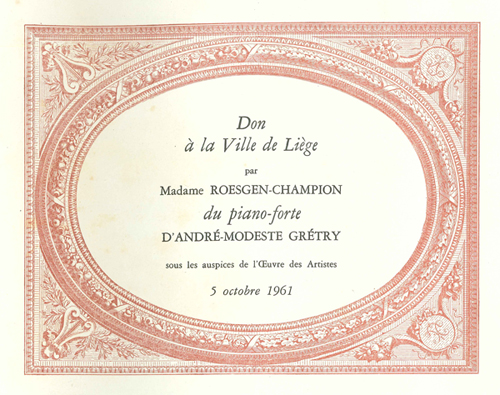 Don
à la Ville de Liège
par
Madame ROESGEN-CHAMPION
du piano-forte
D'ANDRÉ-MODESTE GRÉTRY
sous les auspices de l'Œuvre des Artistes
5 octobre 1961